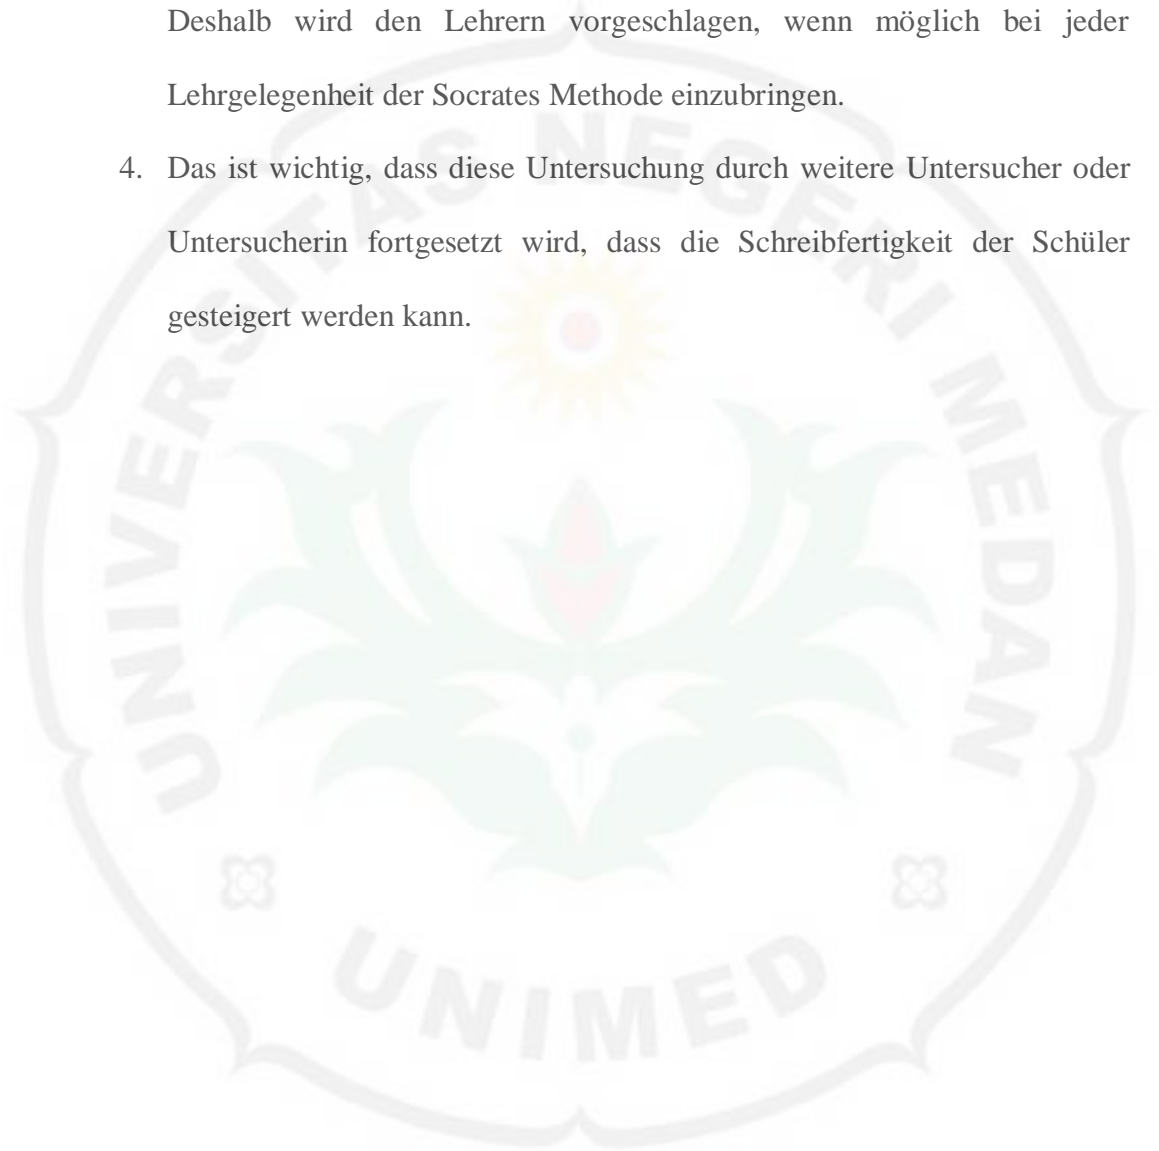 Deshalb wird den Lehrern vorgeschlagen, wenn möglich bei jeder
Lehrgelegenheit der Socrates Methode einzubringen.
4. Das ist wichtig, dass diese Untersuchung durch weitere Untersucher oder
Untersucherin fortgesetzt wird, dass die Schreibfertigkeit der Schüler
gesteigert werden kann.
UNIVERSITAS NEGERI MEDAN
UNIMED